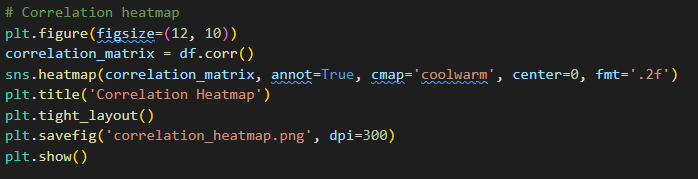 # Correlation heatmap
plt.figure(figsize=(12, 10))
correlation_matrix = df.corr()
sns.heatmap(correlation_matrix, annot=True, cmap='coolwarm', center=0, fmt='.2f')
plt.title('Correlation Heatmap')
plt.tight_layout()
plt.savefig('correlation_heatmap.png', dpi=300)
plt.show()